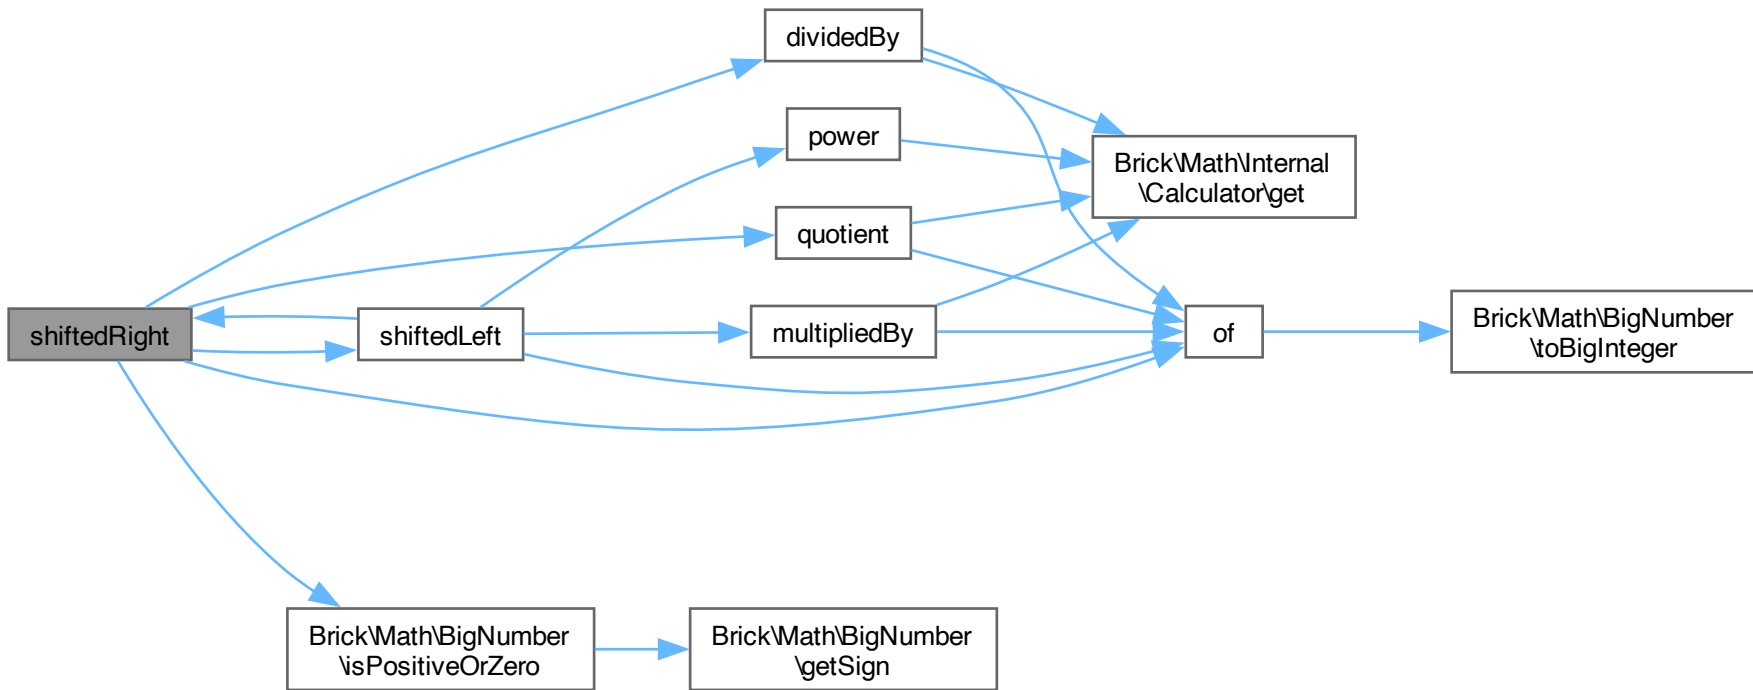 dividedBy
power
Brick\Math\Internal
\Calculator\get
quotient
shiftedRight
shiftedLeft
multipliedBy
of
Brick\Math\BigNumber
\toBigInteger
Brick\Math\BigNumber
\isPositiveOrZero
Brick\Math\BigNumber
\getSign